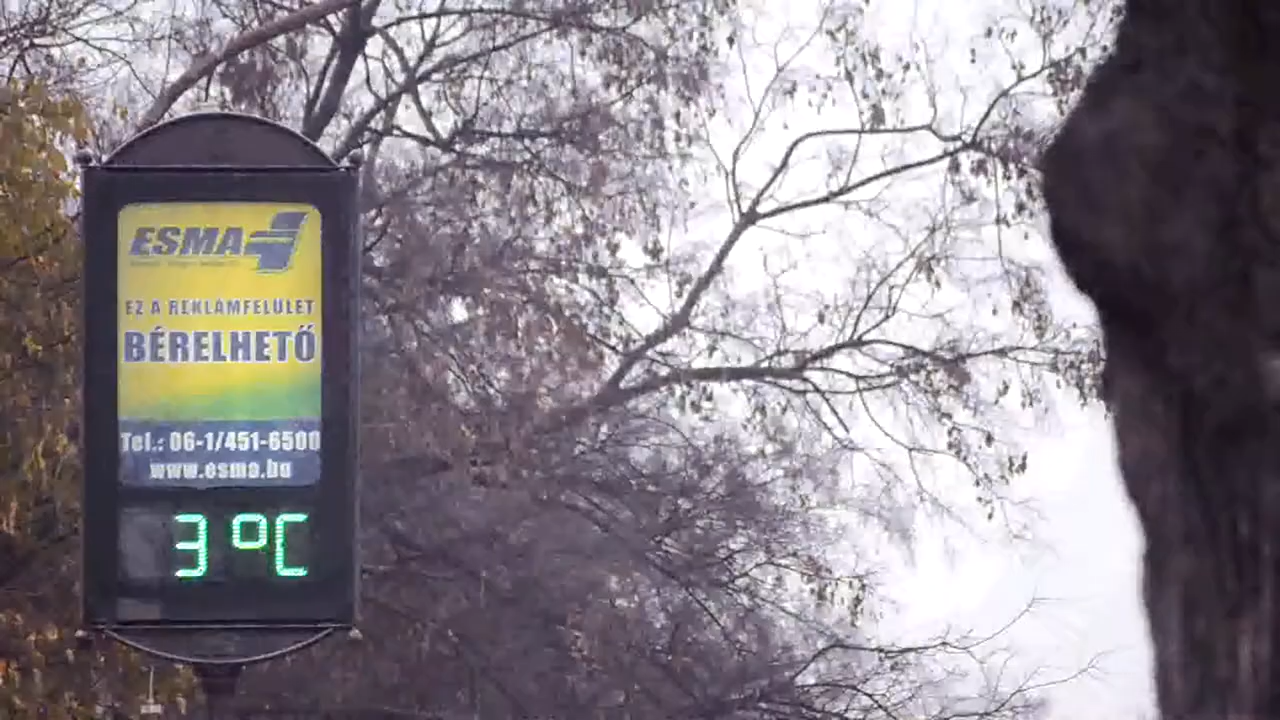 ESMA
EZ A REKLÁMFELÜLET
BÉRELHETŐ
Tel.: 06-1/451-6500
www.esma.hu
3 °C